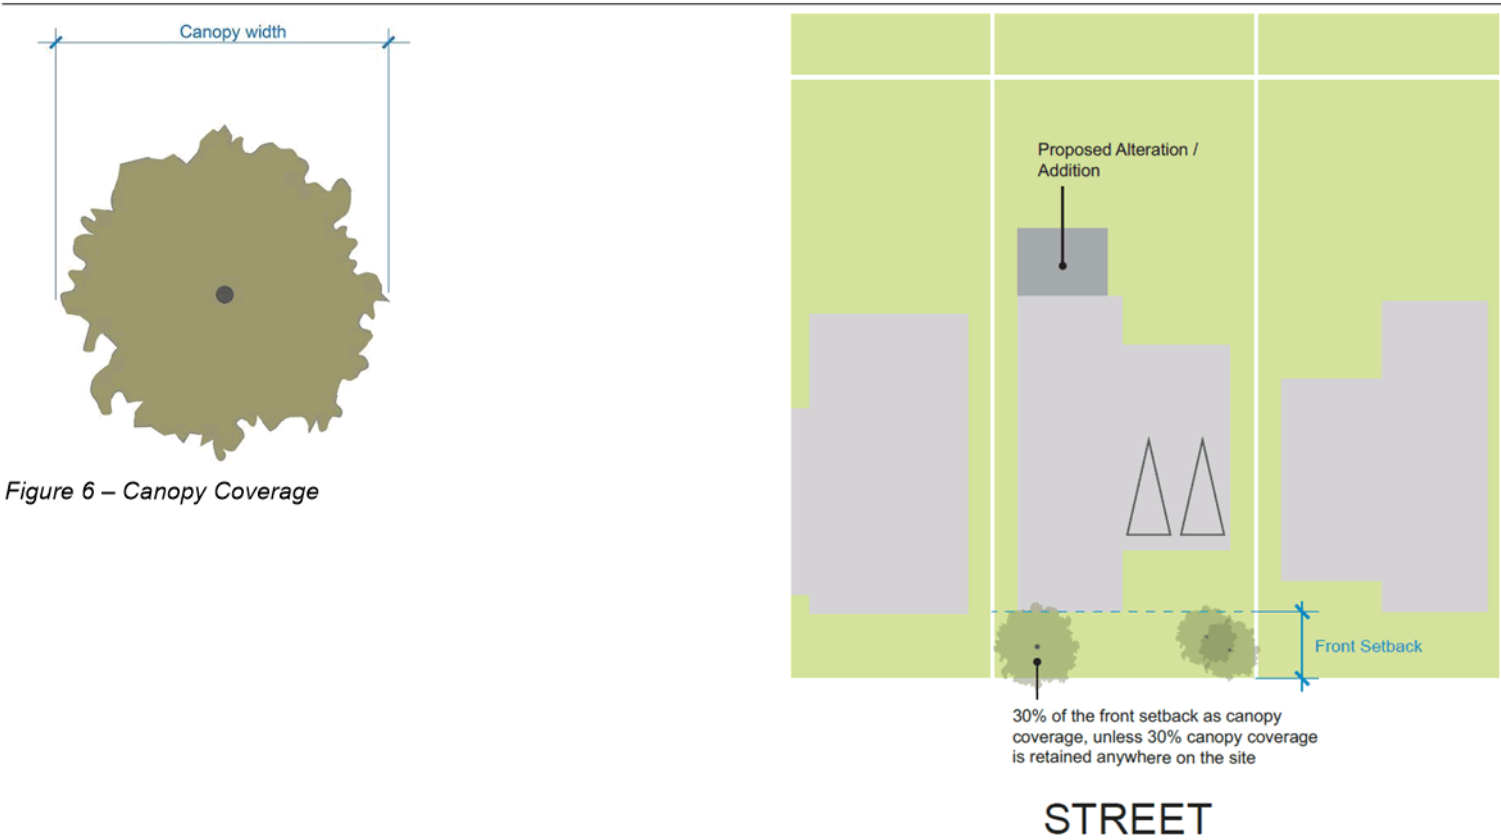 Canopy width
Figure 6 – Canopy Coverage
Proposed Alteration /
Addition
Front Setback
30% of the front setback as canopy
coverage, unless 30% canopy coverage
is retained anywhere on the site
STREET